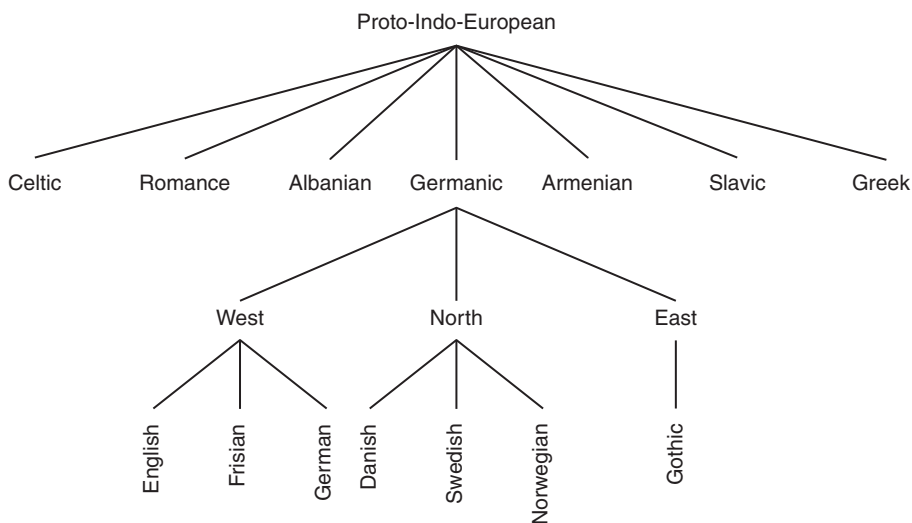 Proto-Indo-European
Celtic Romance Albanian Germanic Armenian Slavic Greek
West North East
English Frisian German Danish Swedish Norwegian Gothic